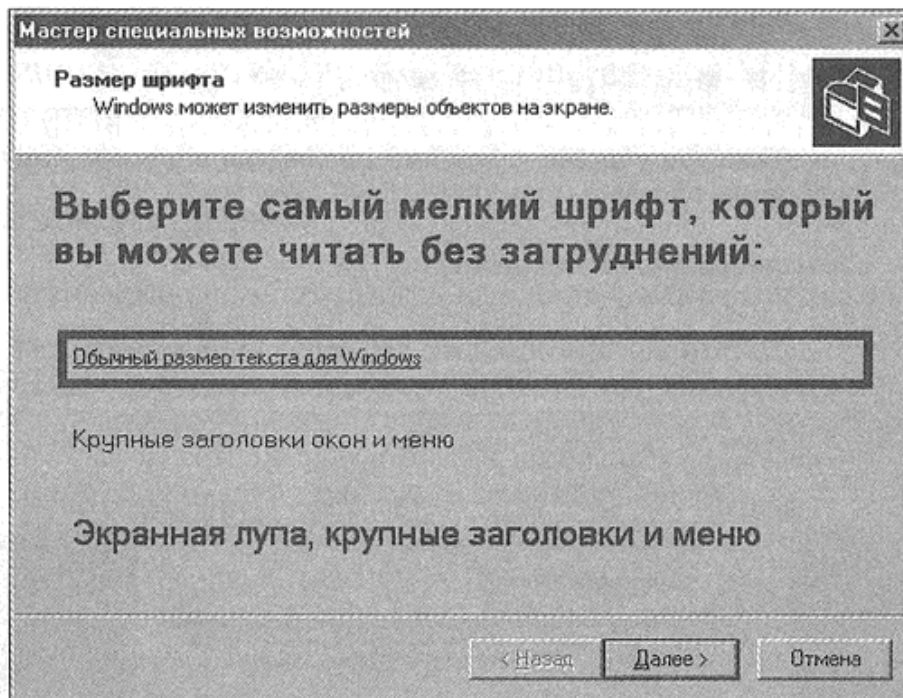 Мастер специальных возможностей
Размер шрифта
Windows может изменить размеры объектов на экране.
Выберите самый мелкий шрифт, который
вы можете читать без затруднений:
Обычный размер текста для Windows
Крупные заголовки окон и меню
Экранная лупа, крупные заголовки и меню
< Назад Далее > Отмена